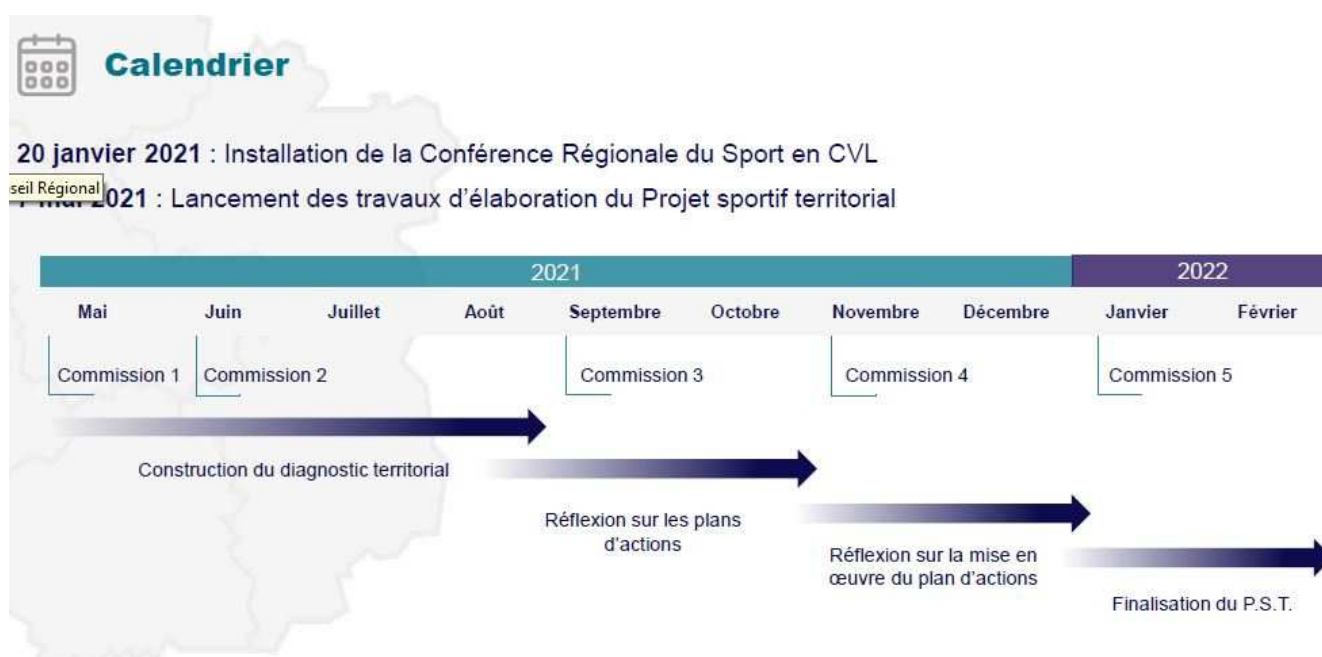 Calendrier
20 janvier 2021 : Installation de la Conférence Régionale du Sport en CVL
seil Régional
2021 : Lancement des travaux d'élaboration du Projet sportif territorial
2021 2022
Mai Juin Juillet Août Septembre Octobre Novembre Décembre Janvier Février
Commission 1 Commission 2 Commission 3 Commission 4 Commission 5
Construction du diagnostic territorial
Réflexion sur les plans
d'actions
Réflexion sur la mise en
œuvre du plan d'actions
Finalisation du P.S.T.